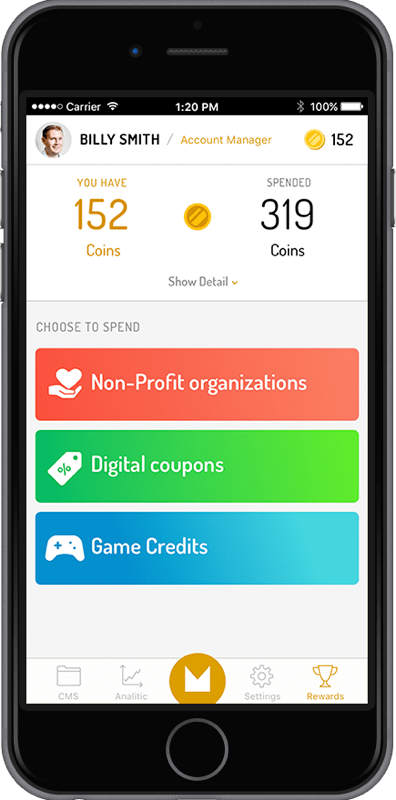 Carrier 1:20 PM 100%
BILLY SMITH / Account Manager 152
YOU HAVE SPENDED
152 319
Coins Coins
Show Detail
CHOOSE TO SPEND
Non-Profit organizations
Digital coupons
Game Credits
CMS Analitic Settings Rewards